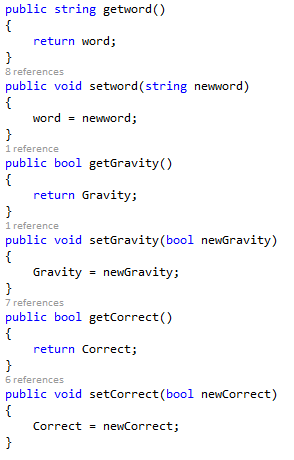 public string getword()
{
    return word;
}
8 references
public void setword(string newword)
{
    word = newword;
}
1 reference
public bool getGravity()
{
    return Gravity;
}
1 reference
public void setGravity(bool newGravity)
{
    Gravity = newGravity;
}
7 references
public bool getCorrect()
{
    return Correct;
}
6 references
public void setCorrect(bool newCorrect)
{
    Correct = newCorrect;
}